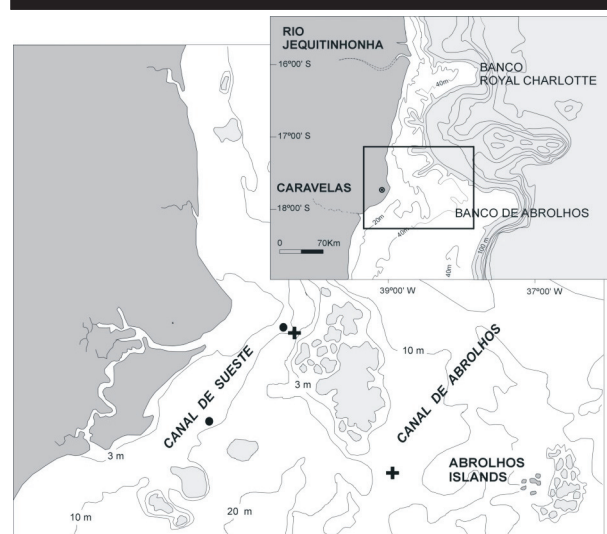 RIO
JEQUITINHONHA
16°00' S
40m
BANCO
ROYAL CHARLOTTE
17°00' S
CARAVELAS
18°00' S
20m
40m
BANCO DE ABROLHOS
100 m
0 70Km
40m
39°00' W
37°00' W
CANAL DE SUESTE
3 m
10 m
CANAL DE ABROLHOS
3 m
ABROLHOS
ISLANDS
10 m
20 m